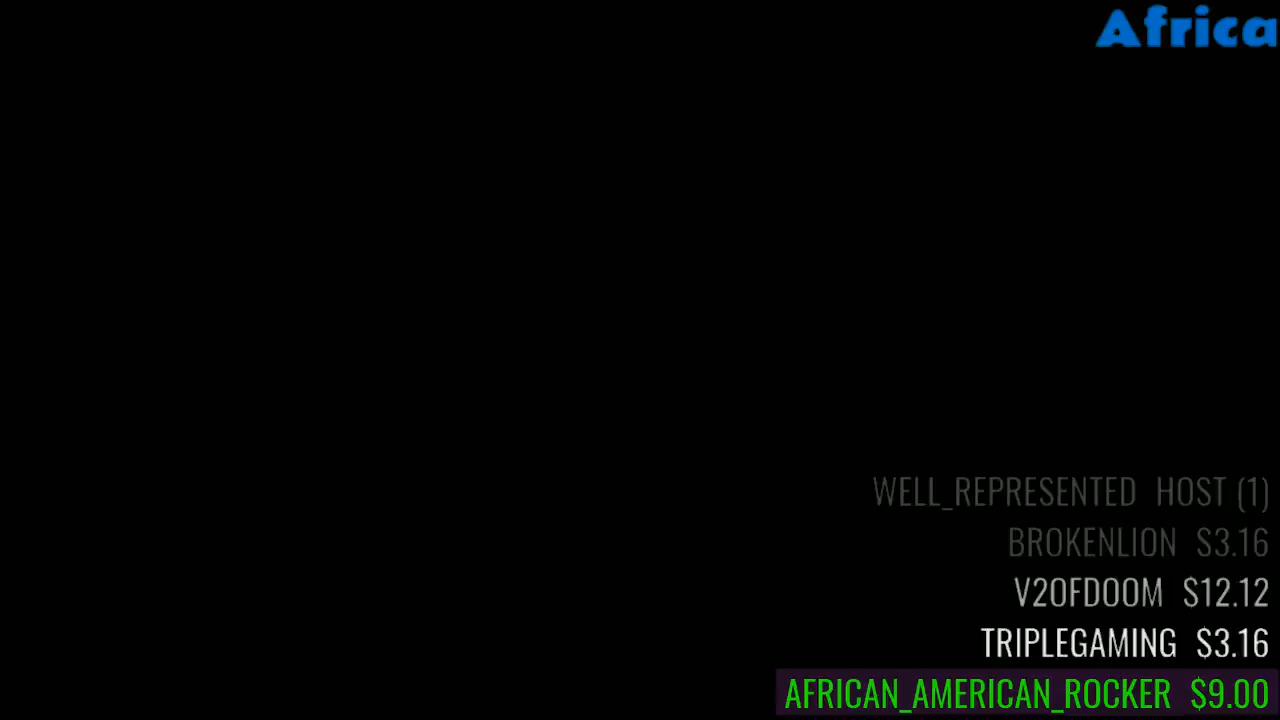 Africa
WELL_REPRESENTED HOST (1)
BROKENLION $3.16
V2OFDOOM $12.12
TRIPLEGAMING $3.16
AFRICAN_AMERICAN_ROCKER $9.00